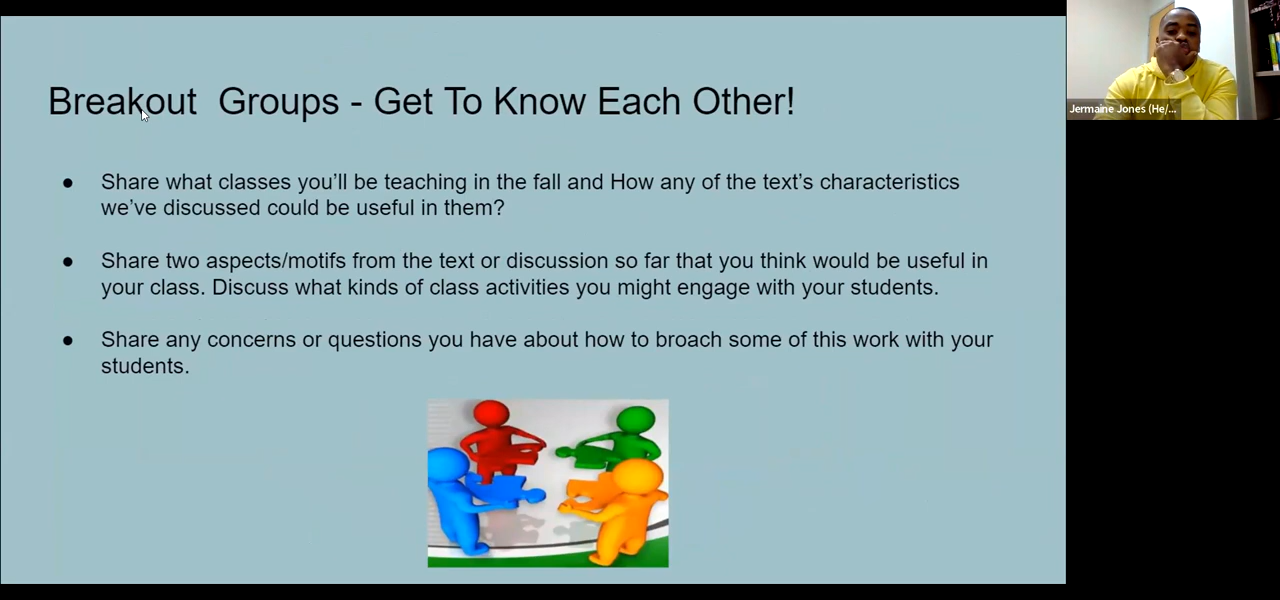 Breakout  Groups - Get To Know Each Other!
● Share what classes you’ll be teaching in the fall and How any of the text’s characteristics
we’ve discussed could be useful in them?
● Share two aspects/motifs from the text or discussion so far that you think would be useful in
your class. Discuss what kinds of class activities you might engage with your students.
● Share any concerns or questions you have about how to broach some of this work with your
students.
Jermaine Jones (He/...